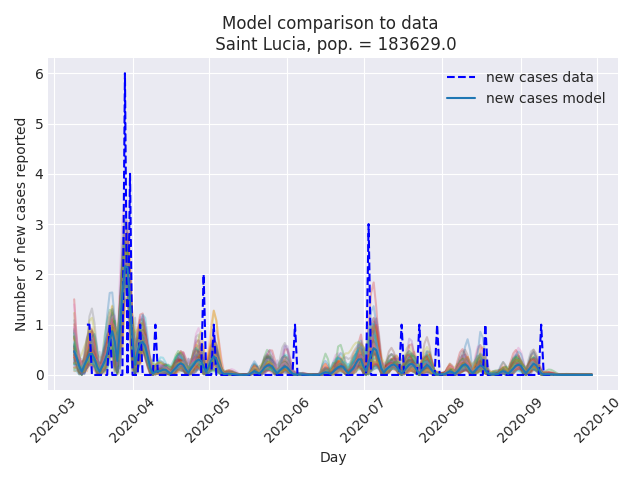 Model comparison to data
Saint Lucia, pop. = 183629.0
new cases data
new cases model
Number of new cases reported
6
5
4
3
2
1
0
2020-03
2020-04
2020-05
2020-06
2020-07
2020-08
2020-09
2020-10
Day